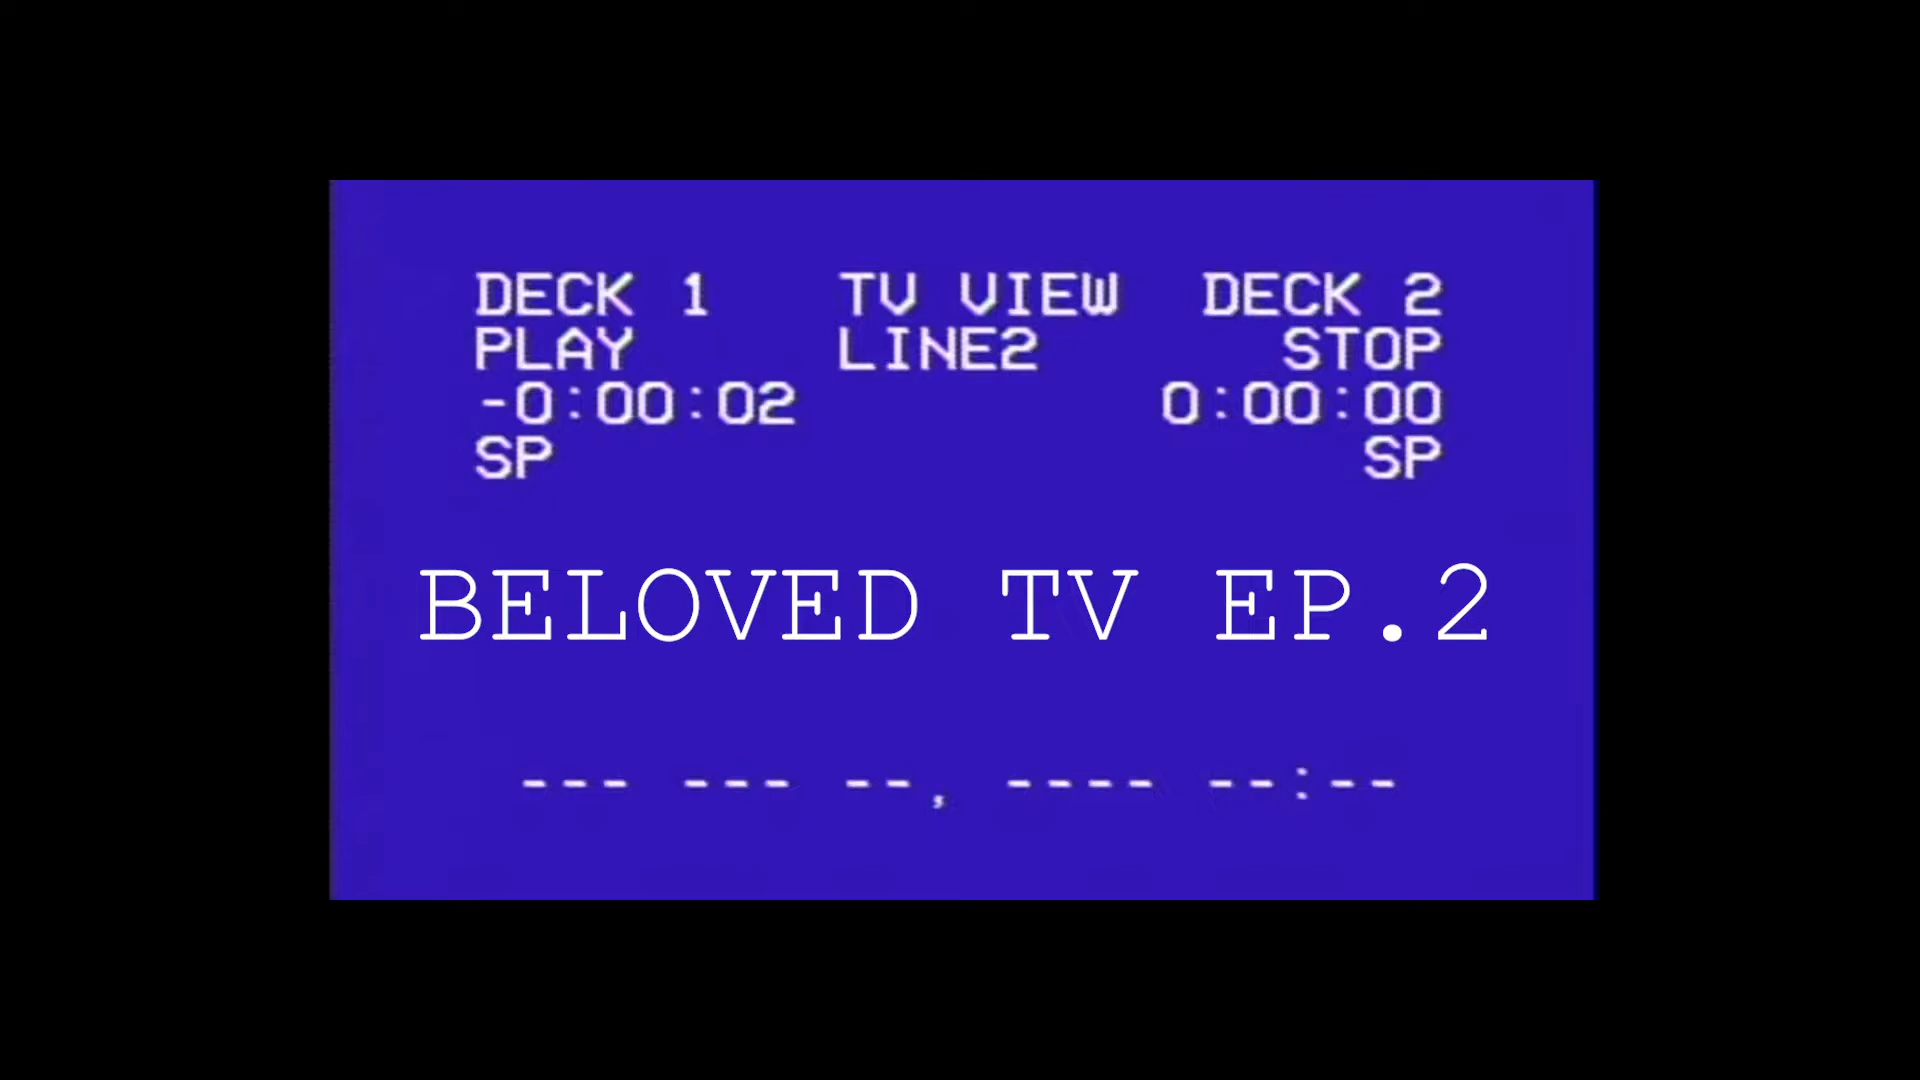 DECK 1 TV VIEW DECK 2
PLAY LINE2 STOP
-0:00:02 0:00:00
SP SP
BELOVED TV EP.2
--- --- --, ---- --:--